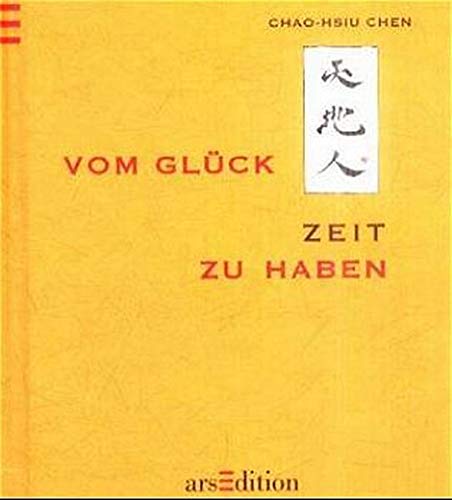 CHAO-HSIU CHEN
天
地
人
VOM GLÜCK
ZEIT
ZU HABEN
arsEdition